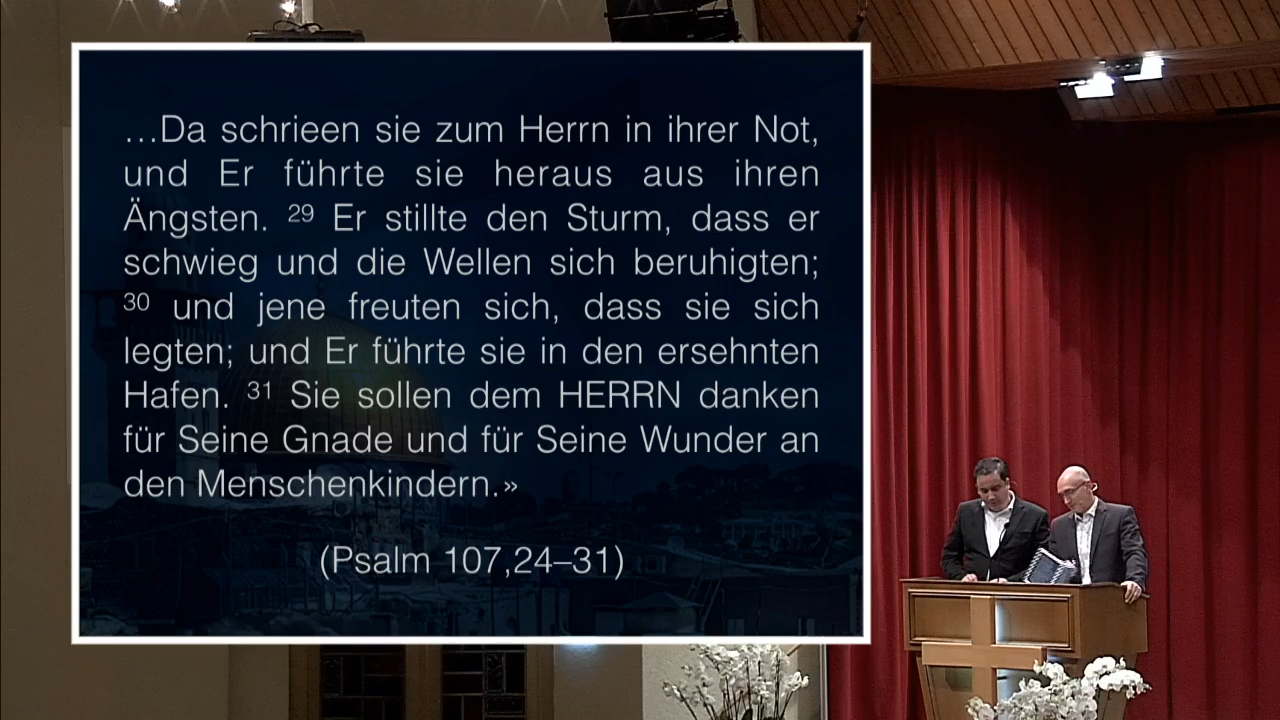 …Da schrieen sie zum Herrn in ihrer Not,
und Er führte sie heraus aus ihren
Ängsten. 29 Er stillte den Sturm, dass er
schwieg und die Wellen sich beruhigten;
30 und jene freuten sich, dass sie sich
legten; und Er führte sie in den ersehnten
Hafen. 31 Sie sollen dem HERRN danken
für Seine Gnade und für Seine Wunder an
den Menschenkindern.»
(Psalm 107,24–31)